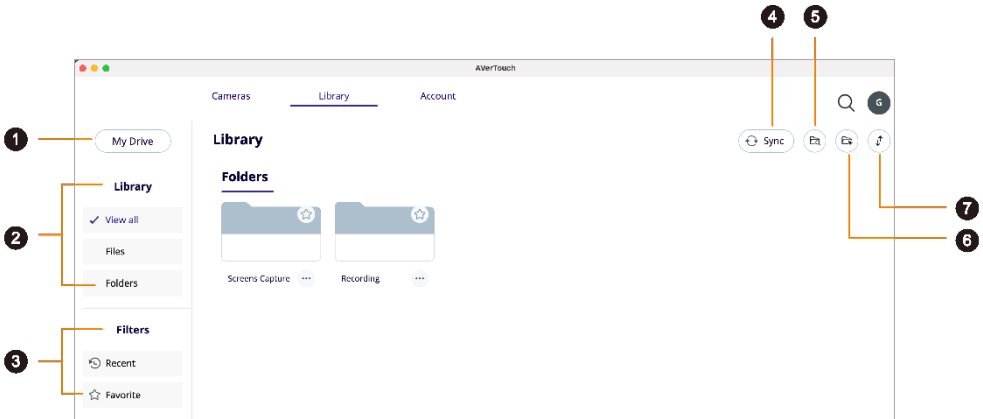 4 5
AVerTouch
Cameras Library Account
G
1 My Drive Library Sync
Library Folders
View all
2 Files
7
6
Folders Screens Capture ... Recording ...
Filters
3 Recent
Favorite